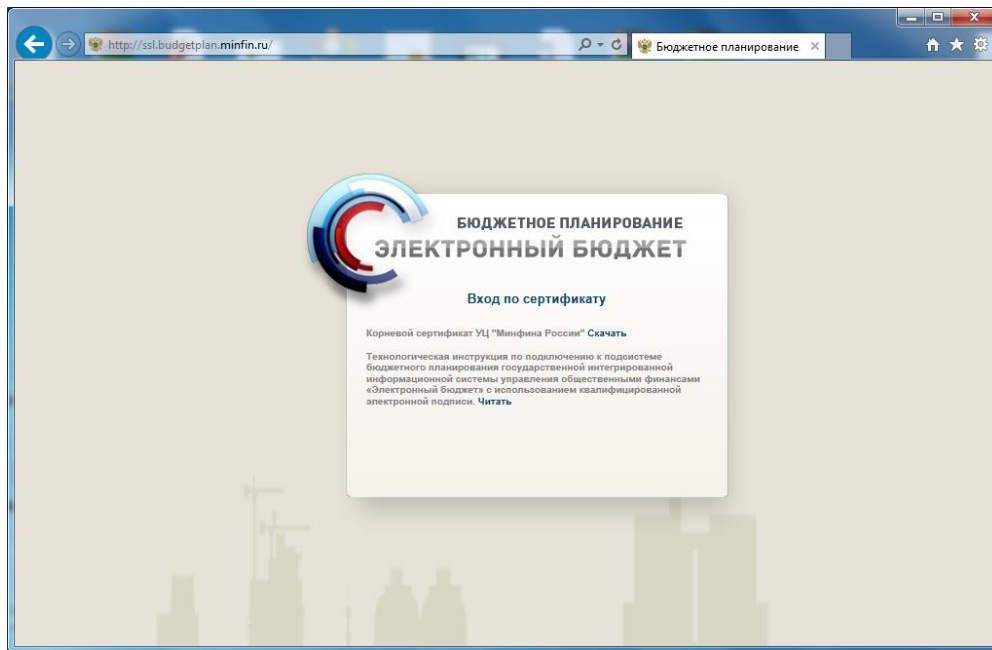 http://ssl.budgetplan.minfin.ru/
Бюджетное планирование
БЮДЖЕТНОЕ ПЛАНИРОВАНИЕ
ЭЛЕКТРОННЫЙ БЮДЖЕТ
Вход по сертификату
Корневой сертификат УЦ "Минфина России" Скачать
Технологическая инструкция по подключению к подсистеме
бюджетного планирования государственной интегрированной
информационной системы управления общественными финансами
«Электронный бюджет» с использованием квалифицированной
электронной подписи. Читать